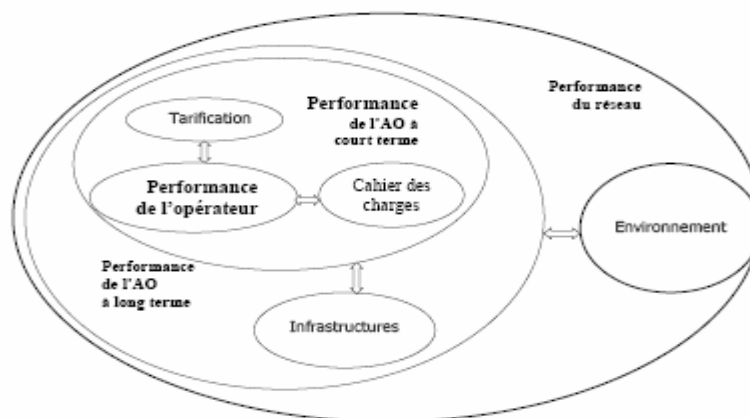 Performance
du réseau
Performance
de l'AO à
court terme
Tarification
Performance
de l'opérateur
Cahier des
charges
Environnement
Performance
de l'AO
à long terme
Infrastructures